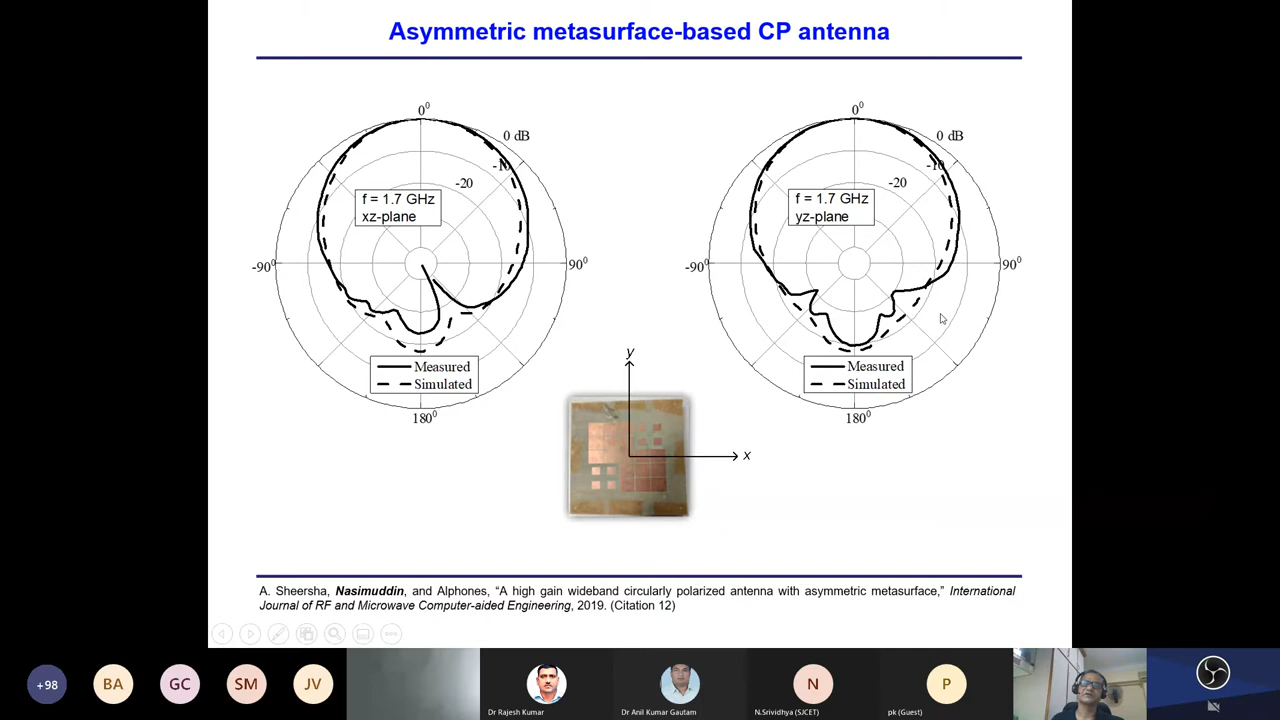 Asymmetric metasurface-based CP antenna
0⁰
0 dB
-10
-20
f = 1.7 GHz
xz-plane
-90⁰
90⁰
Measured
Simulated
180⁰
0⁰
0 dB
-10
-20
f = 1.7 GHz
yz-plane
-90⁰
90⁰
Measured
Simulated
180⁰
y
x
A. Sheersha, Nasimuddin, and Alphones, “A high gain wideband circularly polarized antenna with asymmetric metasurface,” International
Journal of RF and Microwave Computer-aided Engineering, 2019. (Citation 12)
+98
BA
GC
SM
JV
Dr Rajesh Kumar
Dr Anil Kumar Gautam
N
N.Srividhya (SJCET)
P
pk (Guest)